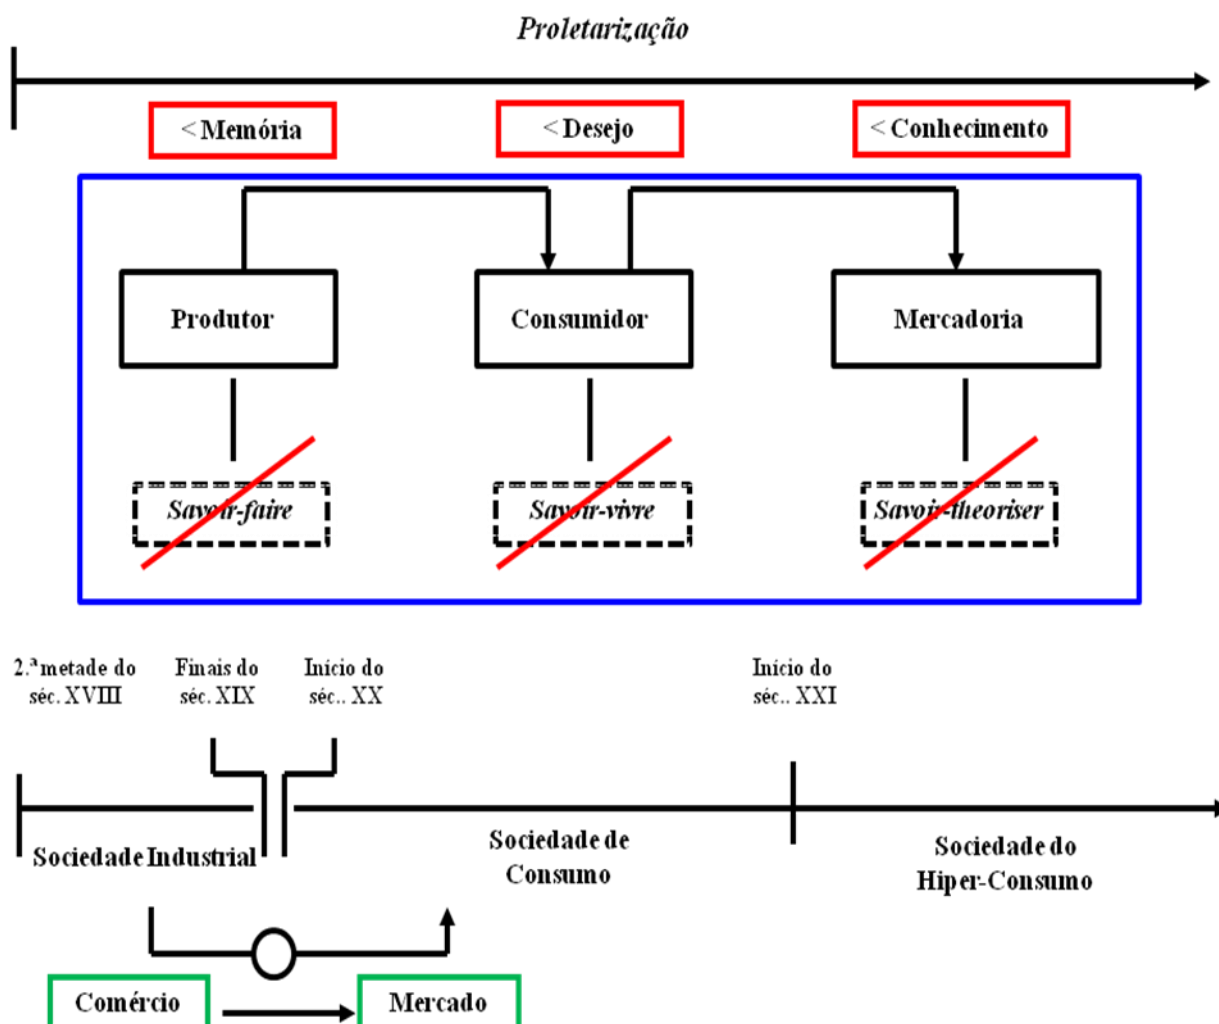 Proletarização
< Memória
< Desejo
< Conhecimento
Produtor
Consumidor
Mercadoria
Savoir-faire
Savoir-vivre
Savoir-theoriser
2.ª metade do
séc. XVIII
Finais do
séc. XIX
Início do
séc.. XX
Início do
séc.. XXI
Sociedade Industrial
Sociedade de
Consumo
Sociedade do
Hiper-Consumo
Comércio
Mercado